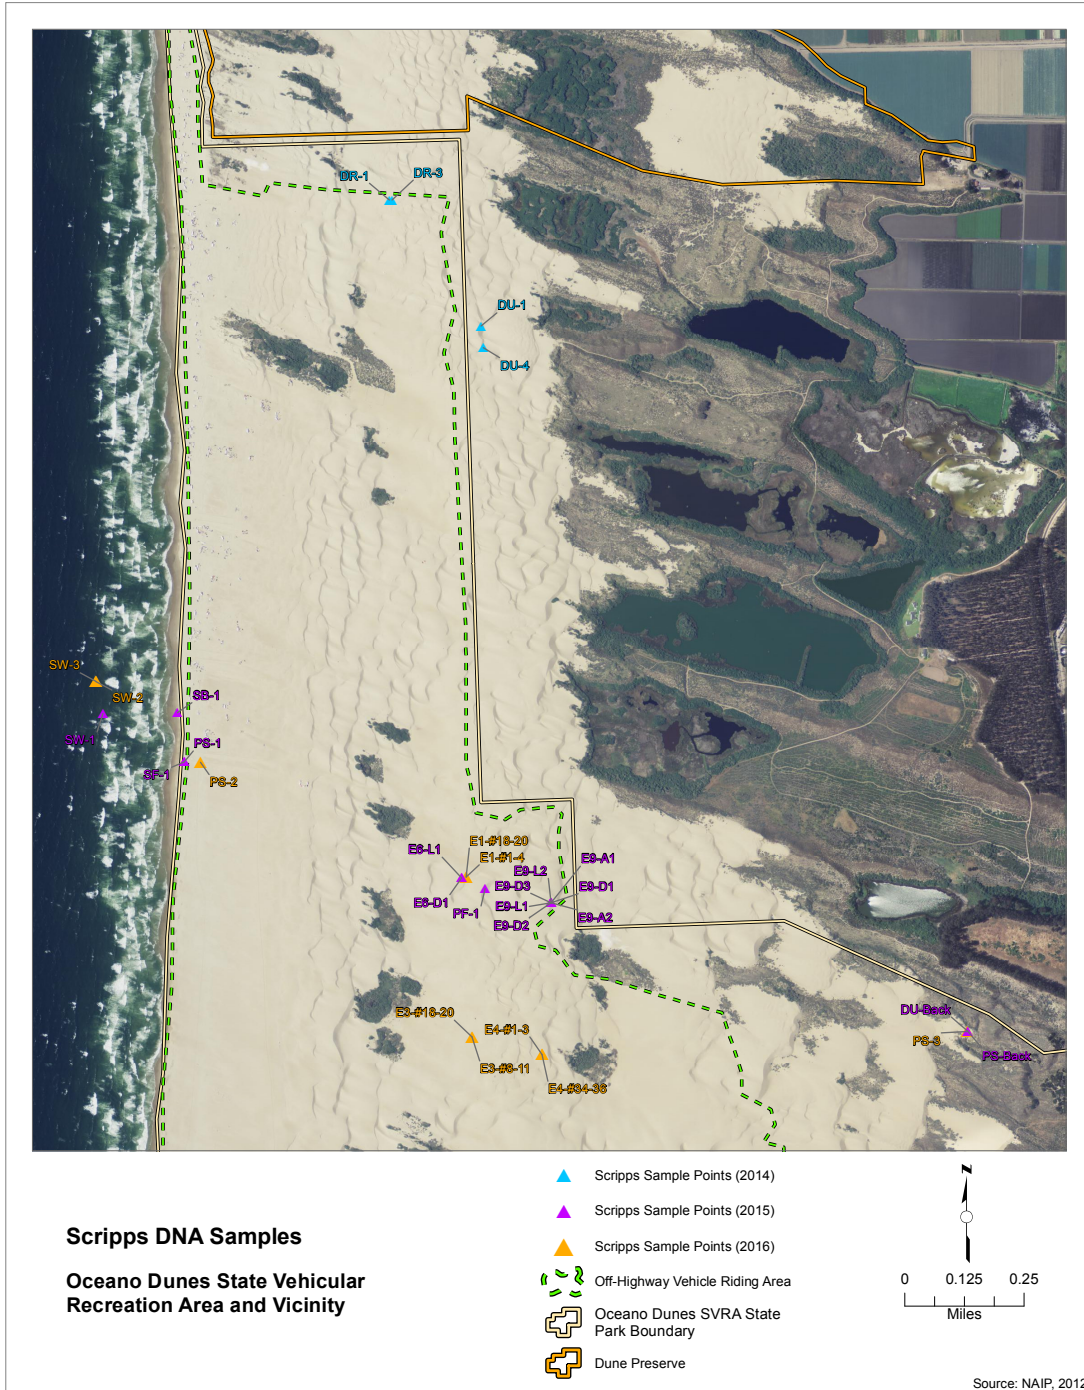 DR-1
DR-3
DU-1
DU-4
SW-3
SW-2
SW-1
SB-1
PS-1
SF-1
PS-2
E1-#18-20
E6-L1
E1-#1-4
E9-L2
E9-A1
E9-D3
E9-D1
E6-D1
PF-1
E9-L1
E9-A2
E9-D2
E3-#18-20
E4-#1-3
E3-#8-11
E4-#34-36
DU-Back
PS-3
PS-Back
Scripps DNA Samples
Oceano Dunes State Vehicular
Recreation Area and Vicinity
Scripps Sample Points (2014)
Scripps Sample Points (2015)
Scripps Sample Points (2016)
Off-Highway Vehicle Riding Area
Oceano Dunes SVRA State
Park Boundary
Dune Preserve
N
0 0.125 0.25
Miles
Source: NAIP, 2012